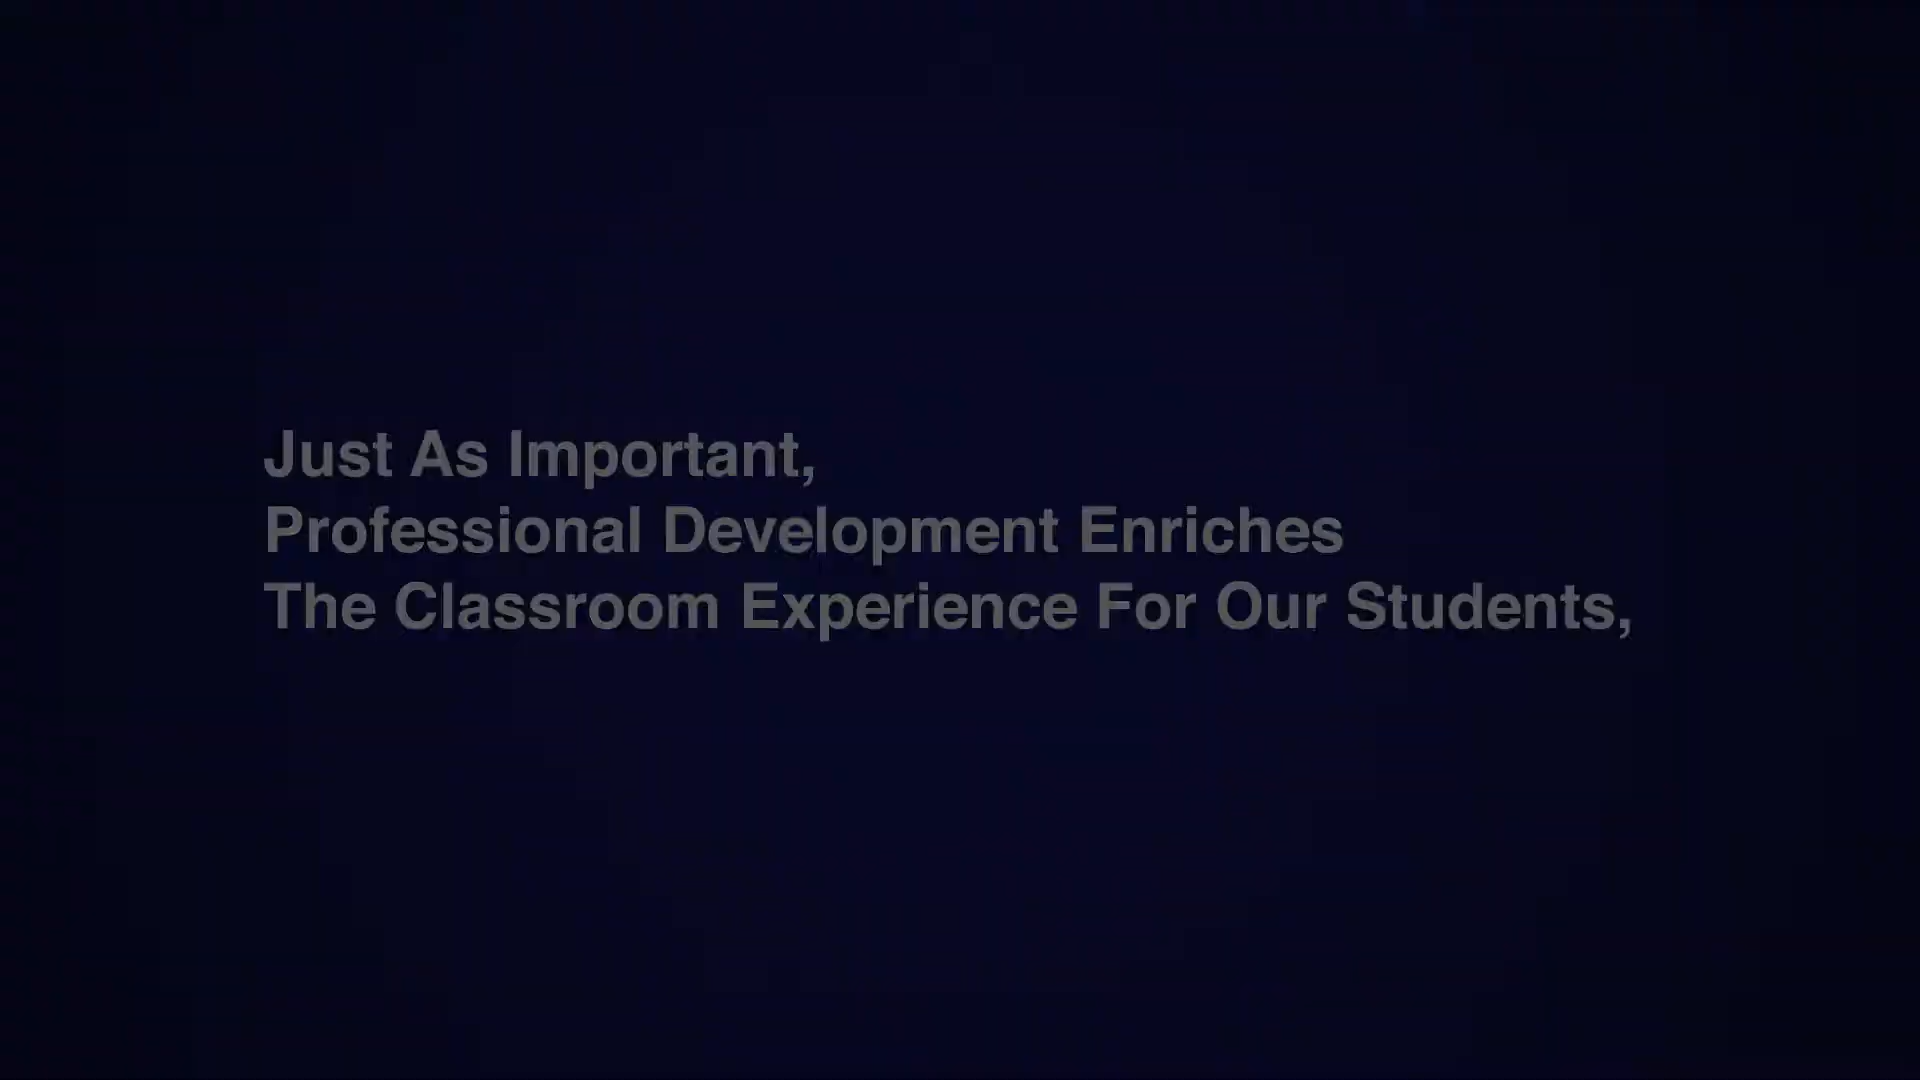 Just As Important,
Professional Development Enriches
The Classroom Experience For Our Students,